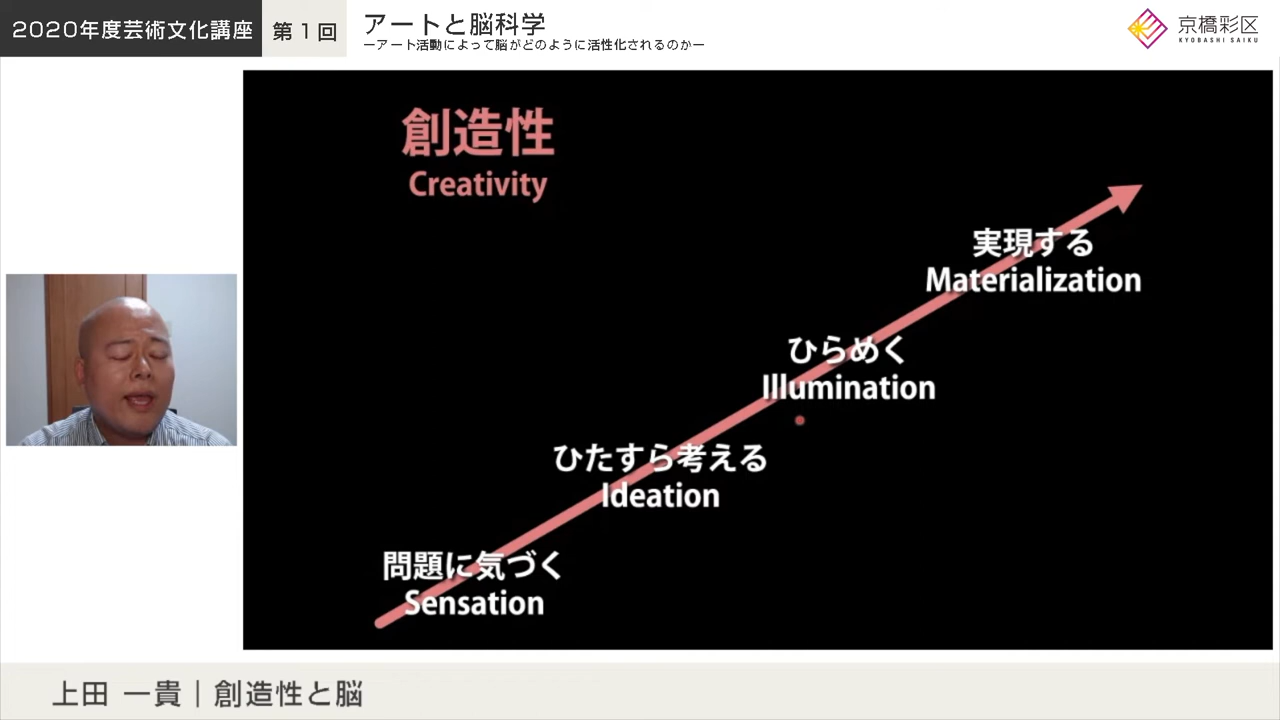 2020年度芸術文化講座
第1回
アートと脳科学
ーアート活動によって脳がどのように活性化されるのかー
京橋彩区
KYOBASHI SAIKU
創造性
Creativity
実現する
Materialization
ひらめく
Illumination
ひたすら考える
Ideation
問題に気づく
Sensation
上田 一貴｜創造性と脳